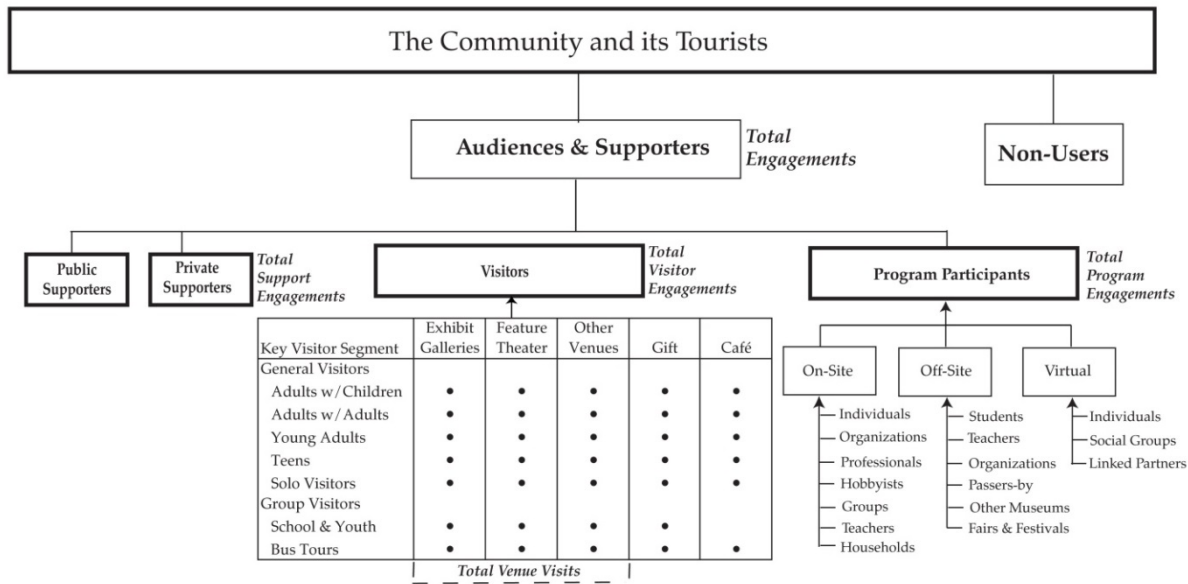 The Community and its Tourists
Audiences & Supporters
Total
Engagements
Non-Users
Public
Supporters
Private
Supporters
Total
Support
Engagements
Visitors
Total
Visitor
Engagements
Program Participants
Total
Program
Engagements
Key Visitor Segment
Exhibit
Galleries
Feature
Theater
Other
Venues
Gift
Café
General Visitors
Adults w/Children • • • • •
Adults w/Adults • • • • •
Young Adults • • • • •
Teens • • • • •
Solo Visitors • • • • •
Group Visitors
School & Youth • • • •
Bus Tours • • • • •
Total Venue Visits
On-Site
Individuals
Organizations
Professionals
Hobbyists
Groups
Teachers
Households
Off-Site
Students
Teachers
Organizations
Passers-by
Other Museums
Fairs & Festivals
Virtual
Individuals
Social Groups
Linked Partners